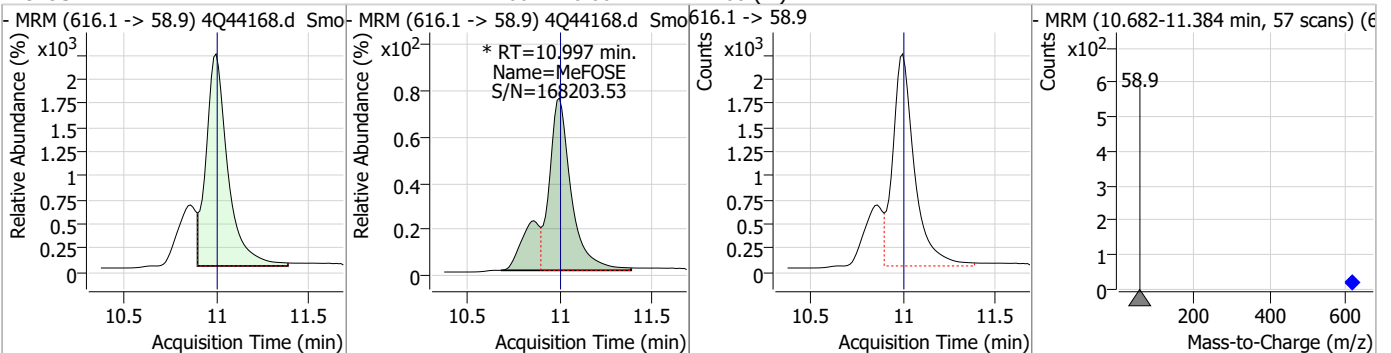 - MRM (616.1 -> 58.9) 4Q44168.d Smo
Relative Abundance (%)
x10³
2
1.75
1.5
1.25
1
0.75
0.5
0.25
0
10.5 11 11.5
Acquisition Time (min)
- MRM (616.1 -> 58.9) 4Q44168.d Smo
Relative Abundance (%)
x10²
* RT=10.997 min.
Name=MeFOSE
S/N=168203.53
0.8
0.6
0.4
0.2
0
10.5 11 11.5
Acquisition Time (min)
616.1 -> 58.9
Counts
x10³
2
1.75
1.5
1.25
1
0.75
0.5
0.25
0
10.5 11 11.5
Acquisition Time (min)
- MRM (10.682-11.384 min, 57 scans) (6
Counts
x10²
58.9
6
5
4
3
2
1
0
200 400 600
Mass-to-Charge (m/z)